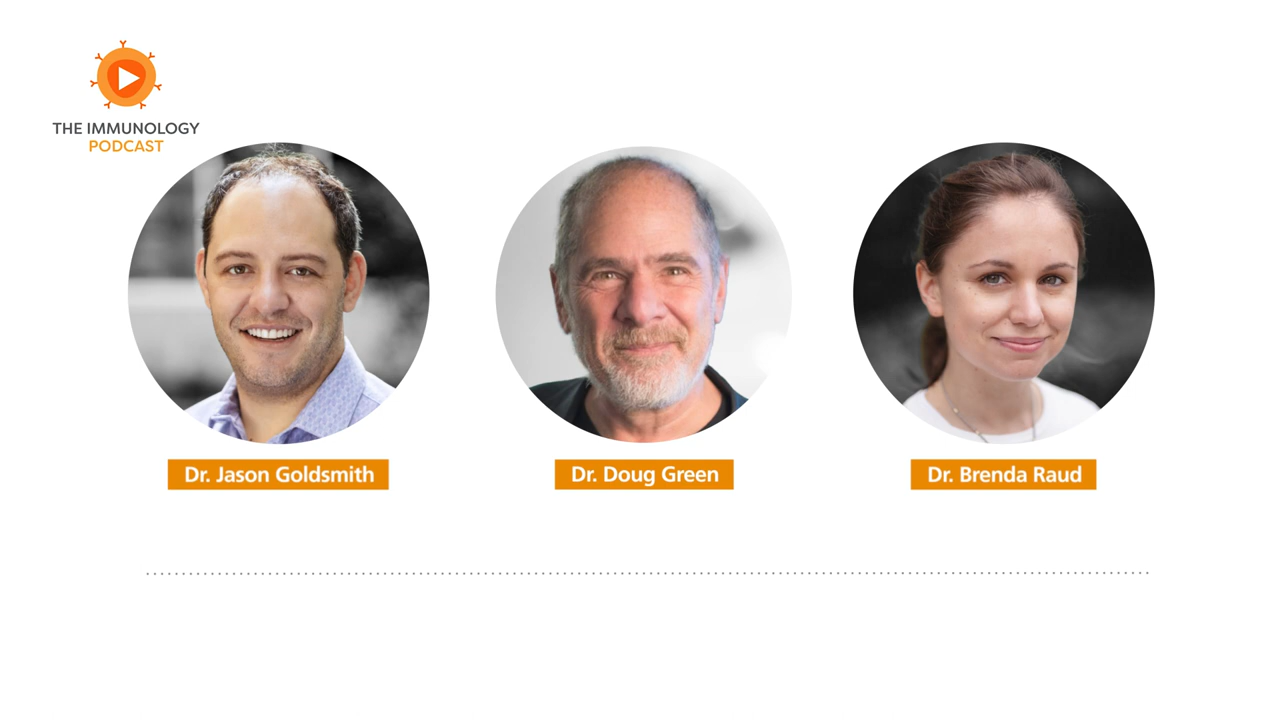 THE IMMUNOLOGY
PODCAST
Dr. Jason Goldsmith
Dr. Doug Green
Dr. Brenda Raud